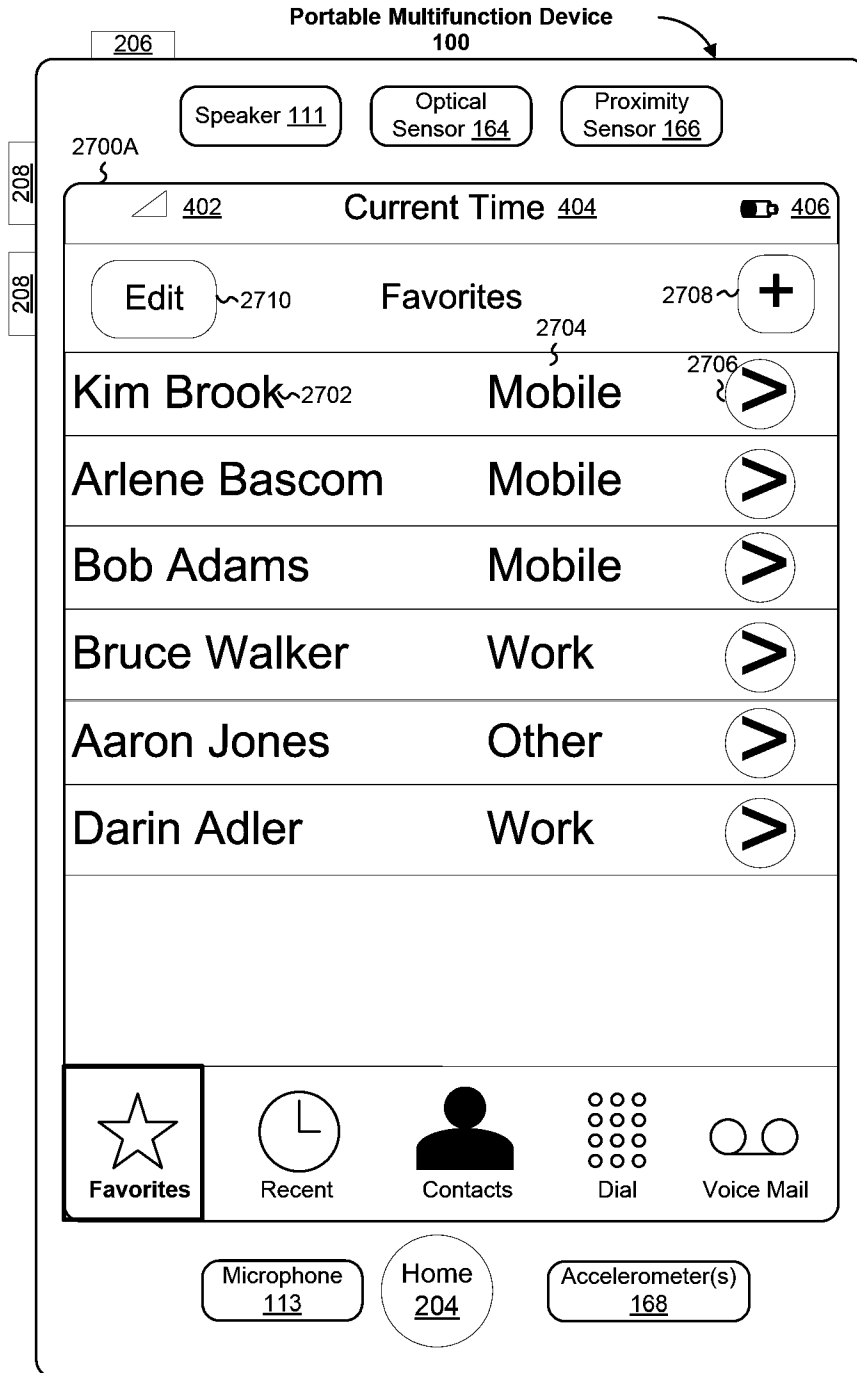 Portable Multifunction Device
100
206
Speaker 111
Optical
Sensor 164
Proximity
Sensor 166
2700A
208
208
402
Current Time 404
406
Edit
2710
Favorites
2708
+
2704
2706
Kim Brook
2702
Mobile
>
Arlene Bascom
Mobile
>
Bob Adams
Mobile
>
Bruce Walker
Work
>
Aaron Jones
Other
>
Darin Adler
Work
>
Favorites
Recent
Contacts
Dial
Voice Mail
Microphone
113
Home
204
Accelerometer(s)
168